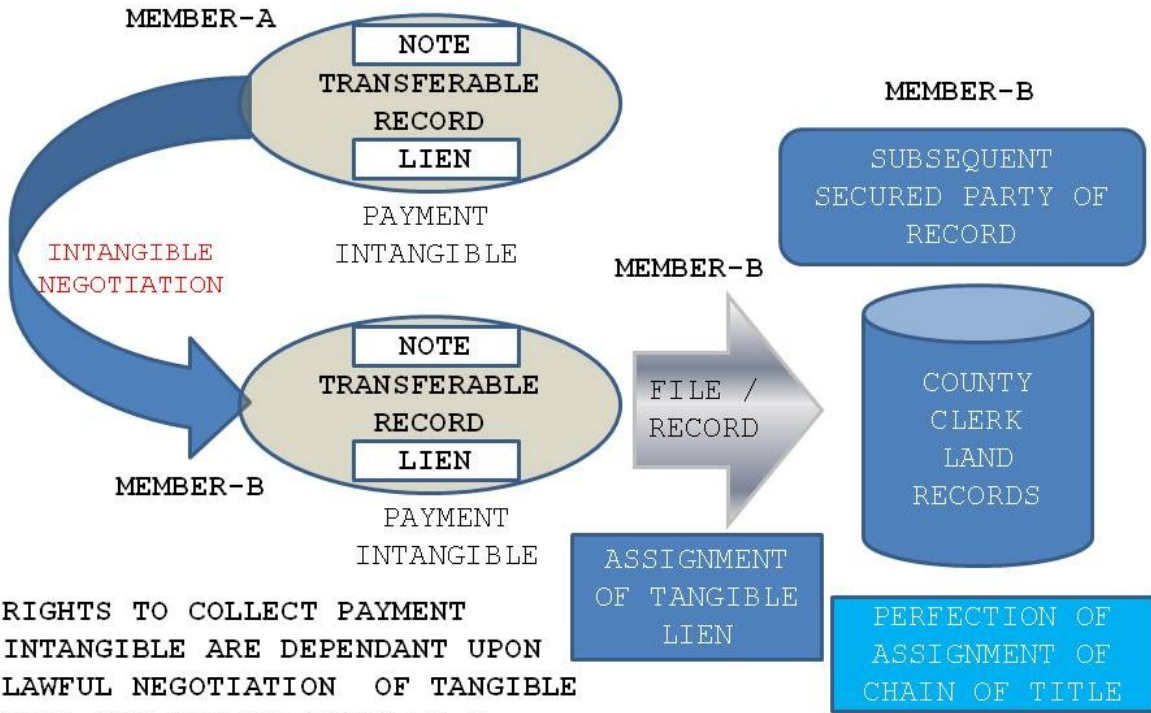 MEMBER-A
NOTE
TRANSFERABLE
RECORD
LIEN
PAYMENT
INTANGIBLE
INTANGIBLE
NEGOTIATION
MEMBER-B
NOTE
TRANSFERABLE
RECORD
LIEN
PAYMENT
INTANGIBLE
MEMBER-B
FILE /
RECORD
ASSIGNMENT
OF TANGIBLE
LIEN
MEMBER-B
SUBSEQUENT
SECURED PARTY OF
RECORD
COUNTY
CLERK
LAND
RECORDS
PERFECTION OF
ASSIGNMENT OF
CHAIN OF TITLE
RIGHTS TO COLLECT PAYMENT
INTANGIBLE ARE DEPENDANT UPON
LAWFUL NEGOTIATION OF TANGIBLE